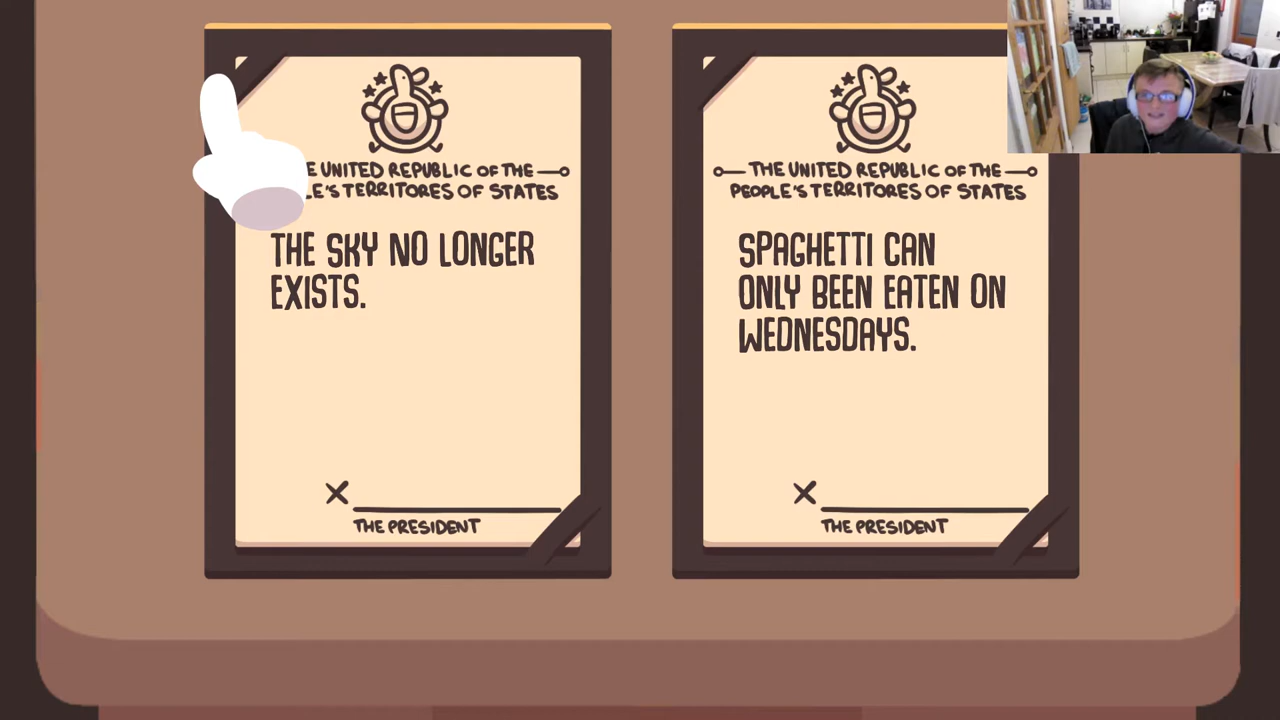 THE UNITED REPUBLIC OF THE
PEOPLE'S TERRITORES OF STATES
SPAGHETTI CAN
ONLY BEEN EATEN ON
WEDNESDAYS.
X
THE PRESIDENT
UNITED REPUBLIC OF THE
TERRITORES OF STATES
THE SKY NO LONGER
EXISTS.
X
THE PRESIDENT